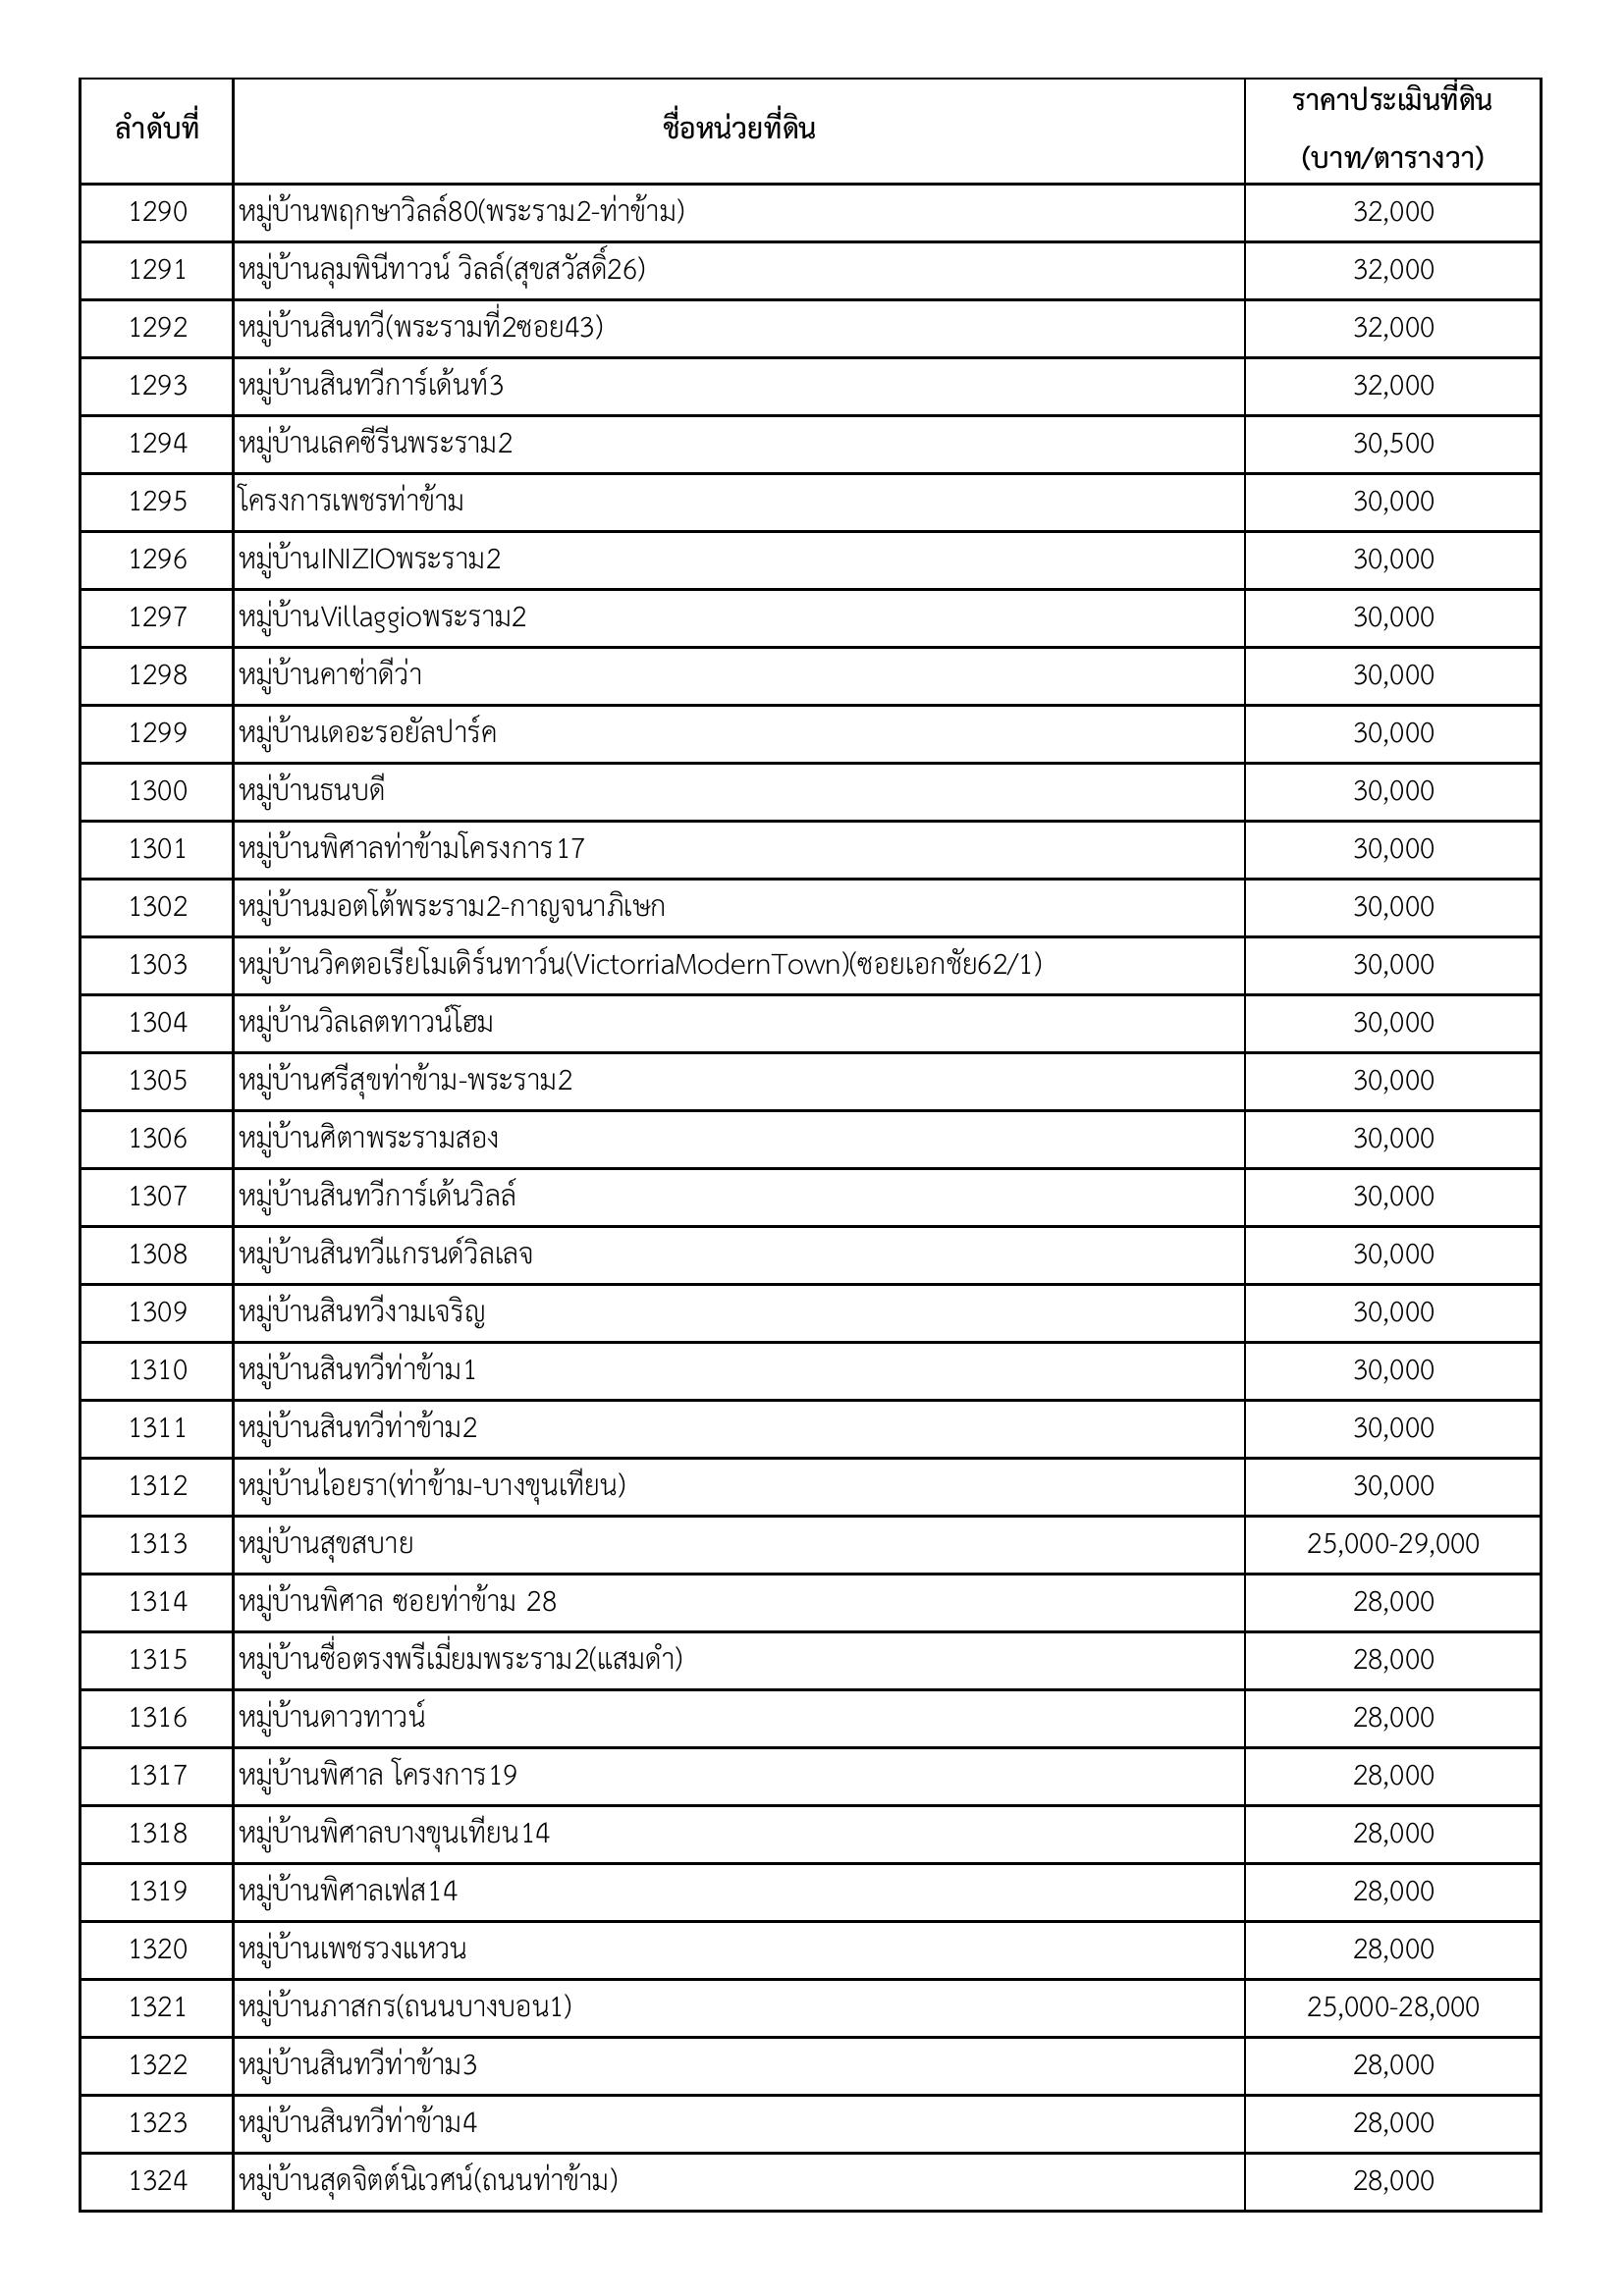 ลำดับที่ ชื่อหน่วยที่ดิน ราคาประเมินที่ดิน
(บาท/ตารางวา)
1290 หมู่บ้านพฤกษาวิลล์80(พระราม2-ท่าข้าม) 32,000
1291 หมู่บ้านลุมพินีทาวน์ วิลล์(สุขสวัสดิ์26) 32,000
1292 หมู่บ้านสินทวี(พระรามที่2ซอย43) 32,000
1293 หมู่บ้านสินทวีการ์เด้นท์3 32,000
1294 หมู่บ้านเลคซีรีนพระราม2 30,500
1295 โครงการเพชรท่าข้าม 30,000
1296 หมู่บ้านINIZIOพระราม2 30,000
1297 หมู่บ้านVillaggioพระราม2 30,000
1298 หมู่บ้านคาซ่าดีว่า 30,000
1299 หมู่บ้านเดอะรอยัลปาร์ค 30,000
1300 หมู่บ้านธนบดี 30,000
1301 หมู่บ้านพิศาลท่าข้ามโครงการ17 30,000
1302 หมู่บ้านมอตโต้พระราม2-กาญจนาภิเษก 30,000
1303 หมู่บ้านวิคตอเรียโมเดิร์นทาว์น(VictorriaModernTown)(ซอยเอกชัย62/1) 30,000
1304 หมู่บ้านวิลเลตทาวน์โฮม 30,000
1305 หมู่บ้านศรีสุขท่าข้าม-พระราม2 30,000
1306 หมู่บ้านศิตาพระรามสอง 30,000
1307 หมู่บ้านสินทวีการ์เด้นวิลล์ 30,000
1308 หมู่บ้านสินทวีแกรนด์วิลเลจ 30,000
1309 หมู่บ้านสินทวีงามเจริญ 30,000
1310 หมู่บ้านสินทวีท่าข้าม1 30,000
1311 หมู่บ้านสินทวีท่าข้าม2 30,000
1312 หมู่บ้านไอยรา(ท่าข้าม-บางขุนเทียน) 30,000
1313 หมู่บ้านสุขสบาย 25,000-29,000
1314 หมู่บ้านพิศาล ซอยท่าข้าม 28 28,000
1315 หมู่บ้านซื่อตรงพรีเมี่ยมพระราม2(แสมดำ) 28,000
1316 หมู่บ้านดาวทาวน์ 28,000
1317 หมู่บ้านพิศาล โครงการ19 28,000
1318 หมู่บ้านพิศาลบางขุนเทียน14 28,000
1319 หมู่บ้านพิศาลเฟส14 28,000
1320 หมู่บ้านเพชรวงแหวน 28,000
1321 หมู่บ้านภาสกร(ถนนบางบอน1) 25,000-28,000
1322 หมู่บ้านสินทวีท่าข้าม3 28,000
1323 หมู่บ้านสินทวีท่าข้าม4 28,000
1324 หมู่บ้านสุดจิตต์นิเวศน์(ถนนท่าข้าม) 28,000